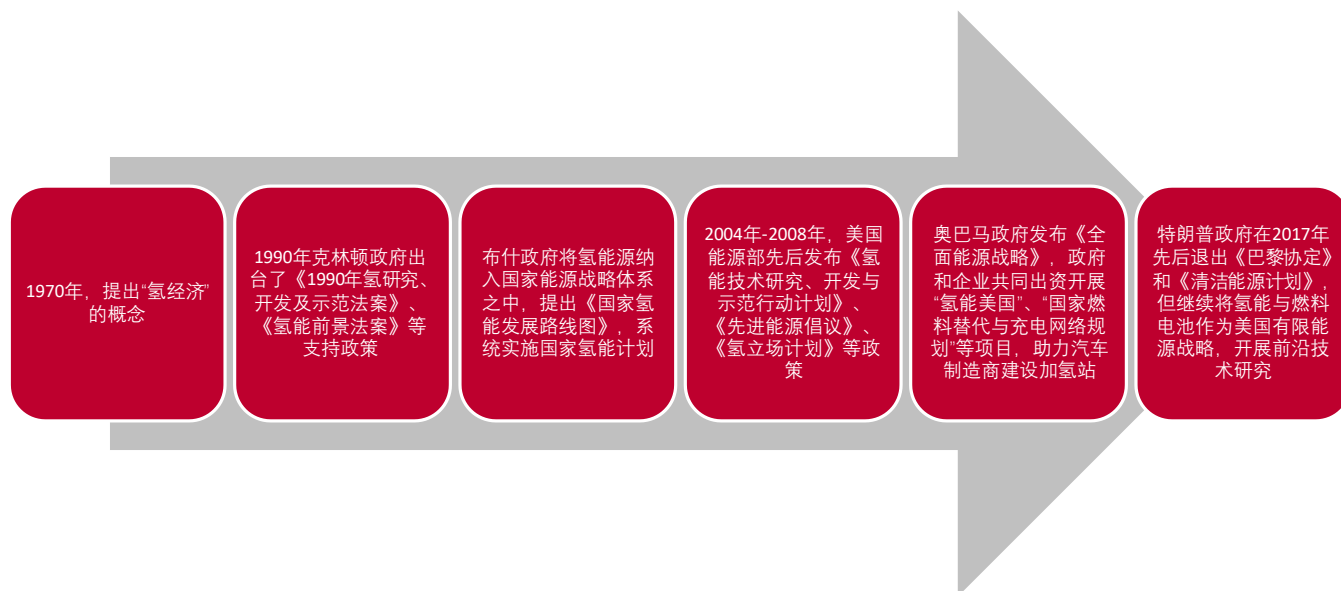 1970年，提出“氢经济”
的概念
1990年克林顿政府出
台了《1990年氢研究、
开发及示范法案》、
《氢能前景法案》等
支持政策
布什政府将氢能源纳
入国家能源战略体系
之中，提出《国家氢
能发展路线图》，系
统实施国家氢能计划
2004年-2008年，美国
能源部先后发布《氢
能技术研究、开发与
示范行动计划》、
《先进能源倡议》、
《氢立场计划》等政
策
奥巴马政府发布《全
面能源战略》，政府
和企业共同出资开展
“氢能美国”、“国家燃
料替代与充电网络规
划”等项目，助力汽车
制造商建设加氢站
特朗普政府在2017年
先后退出《巴黎协定》
和《清洁能源计划》，
但继续将氢能与燃料
电池作为美国有限能
源战略，开展前沿技
术研究